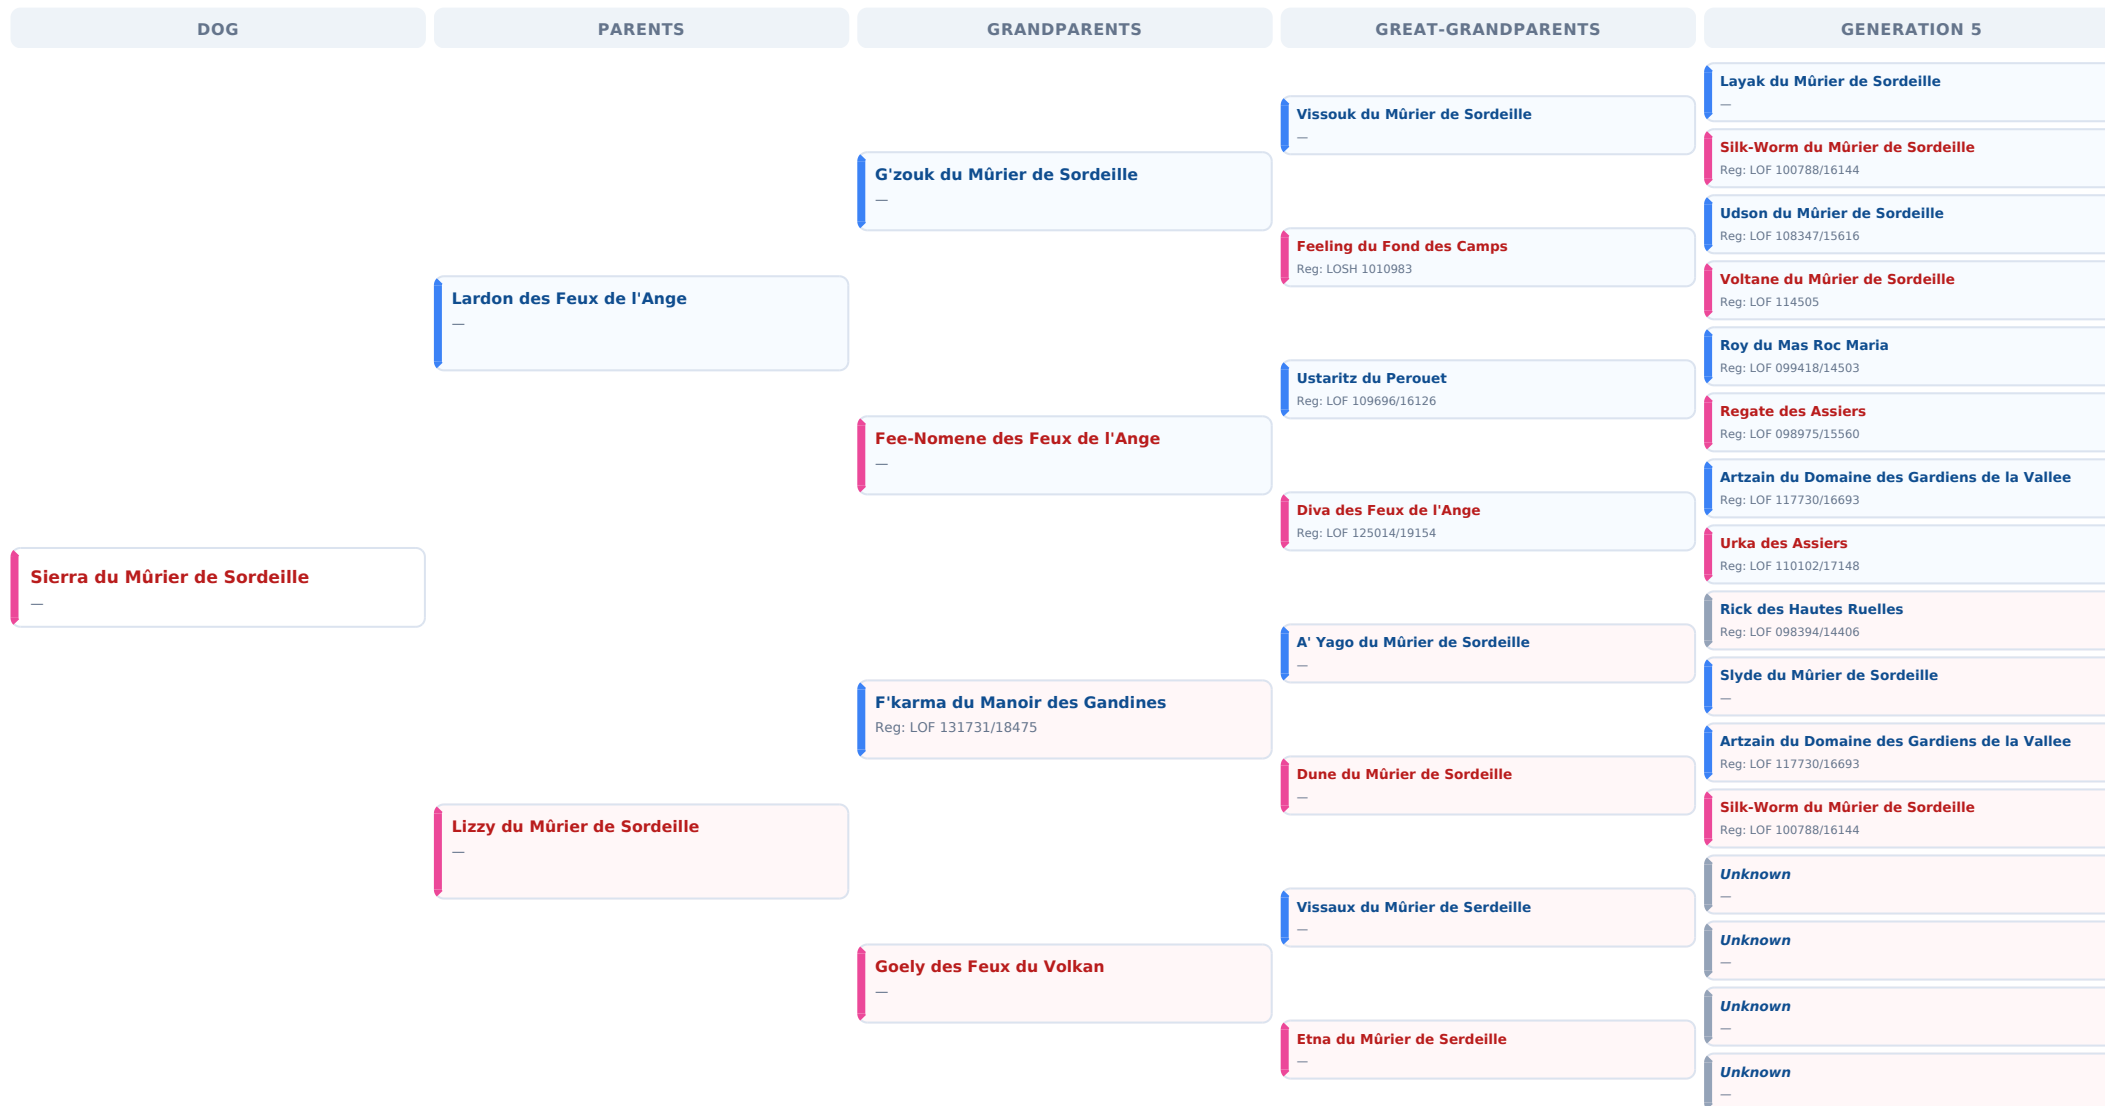 DOG
PARENTS
GRANDPARENTS
GREAT-GRANDPARENTS
GENERATION 5
Sierra du Mûrier de Sordeille
—
Lardon des Feux de l'Ange
—
Lizzy du Mûrier de Sordeille
—
G'zouk du Mûrier de Sordeille
—
Fee-Nomene des Feux de l'Ange
—
F'karma du Manoir des Gandines
Reg: LOF 131731/18475
Goely des Feux du Volkan
—
Vissouk du Mûrier de Sordeille
—
Feeling du Fond des Camps
Reg: LOSH 1010983
Ustaritz du Perouet
Reg: LOF 109696/16126
Diva des Feux de l'Ange
Reg: LOF 125014/19154
A' Yago du Mûrier de Sordeille
—
Dune du Mûrier de Sordeille
—
Vissaux du Mûrier de Serdeille
—
Etna du Mûrier de Serdeille
—
Layak du Mûrier de Sordeille
—
Silk-Worm du Mûrier de Sordeille
Reg: LOF 100788/16144
Udson du Mûrier de Sordeille
Reg: LOF 108347/15616
Voltane du Mûrier de Sordeille
Reg: LOF 114505
Roy du Mas Roc Maria
Reg: LOF 099418/14503
Regate des Assiers
Reg: LOF 098975/15560
Artzain du Domaine des Gardiens de la Vallee
Reg: LOF 117730/16693
Urka des Assiers
Reg: LOF 110102/17148
Rick des Hautes Ruelles
Reg: LOF 098394/14406
Slyde du Mûrier de Sordeille
—
Artzain du Domaine des Gardiens de la Vallee
Reg: LOF 117730/16693
Silk-Worm du Mûrier de Sordeille
Reg: LOF 100788/16144
Unknown
—
Unknown
—
Unknown
—
Unknown
—